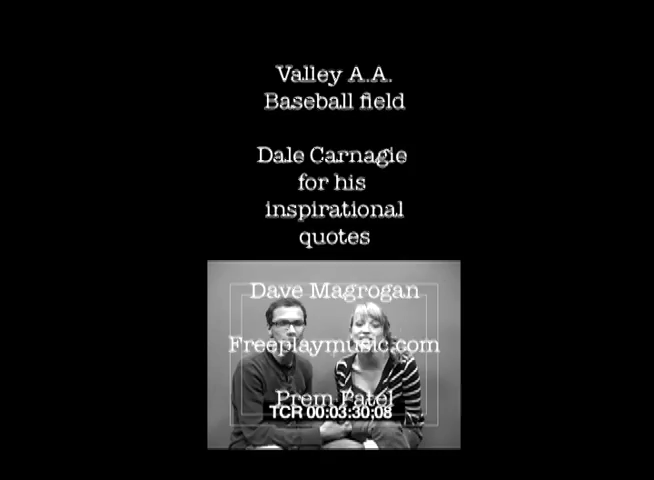 Valley A.A.
Baseball field
Dale Carnagie
for his
inspirational
quotes
Dave Magrogan
Freeplaymusic.com
Prem Patel
TCR 00:03:30:08